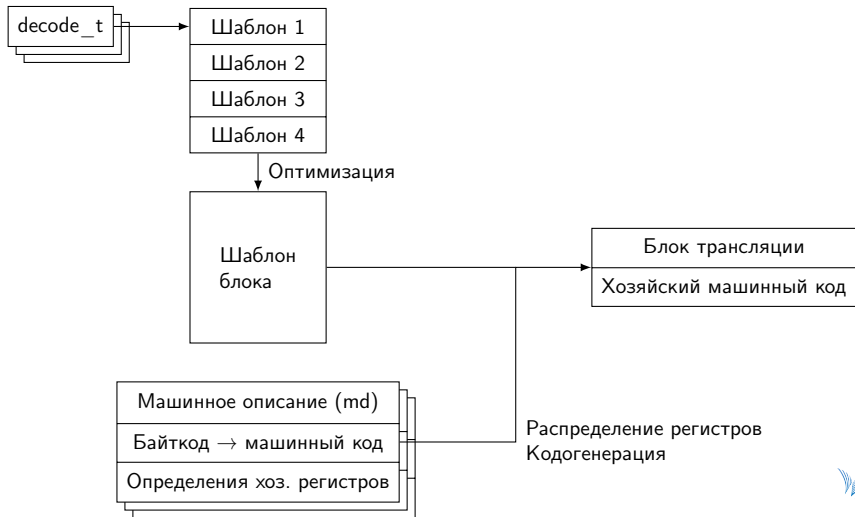 decode_t
Шаблон 1
Шаблон 2
Шаблон 3
Шаблон 4
Оптимизация
Шаблон
блока
Блок трансляции
Хозяйский машинный код
Машинное описание (md)
Байткод → машинный код
Определения хоз. регистров
Распределение регистров
Кодогенерация